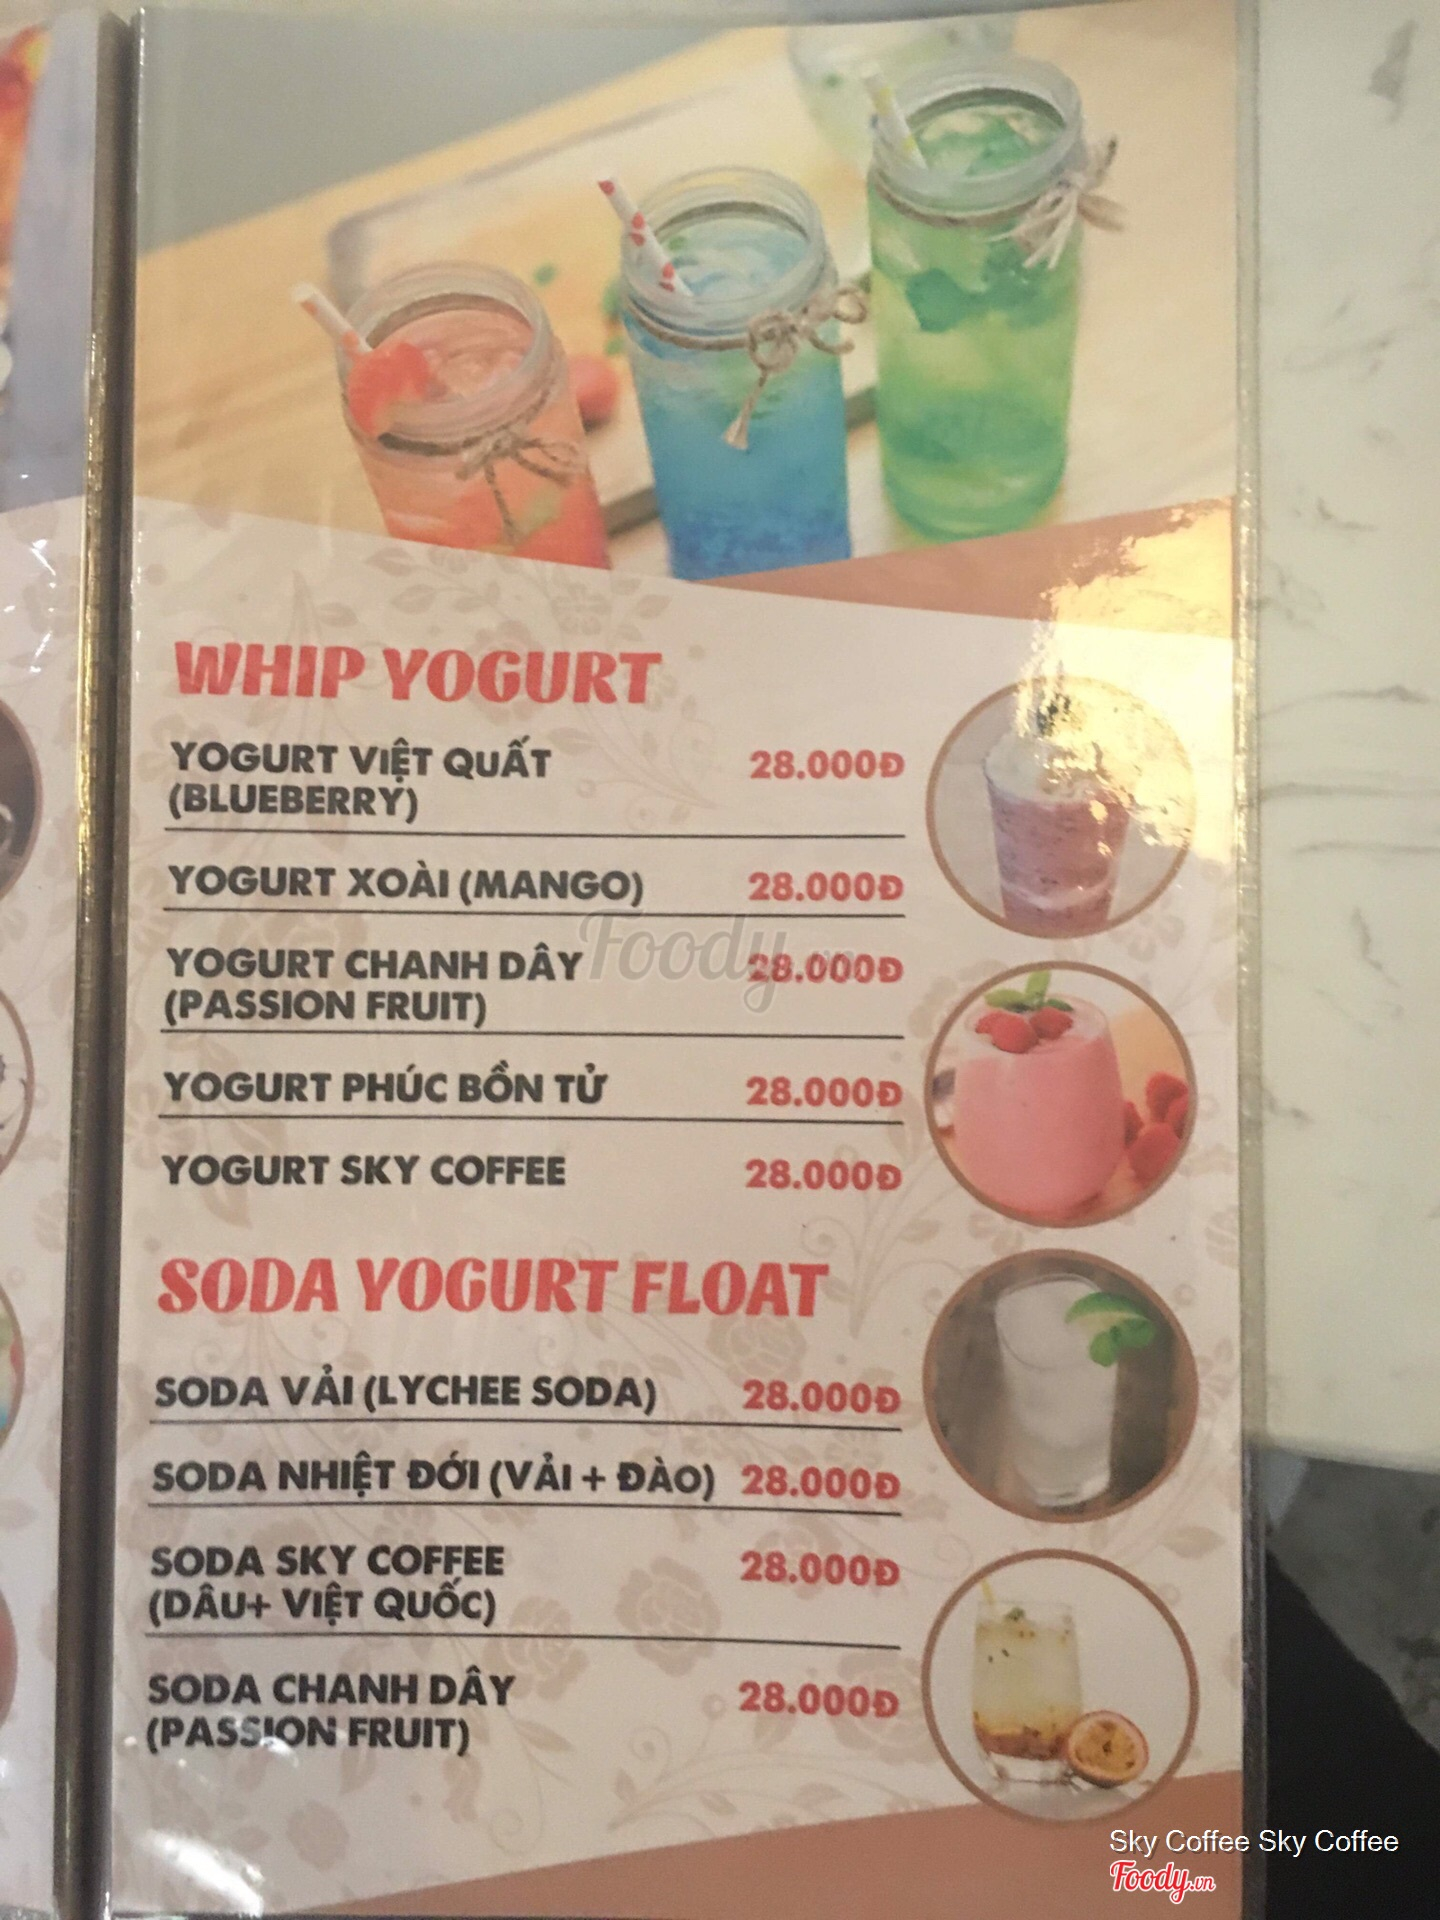 WHIP YOGURT
YOGURT VIỆT QUẤT 28.000Đ
(BLUEBERRY)
YOGURT XOÀI (MANGO) 28.000Đ
YOGURT CHANH DÂY 28.000Đ
(PASSION FRUIT)
YOGURT PHÚC BỒN TỬ 28.000Đ
YOGURT SKY COFFEE 28.000Đ
SODA YOGURT FLOAT
SODA VẢI (LYCHEE SODA) 28.000Đ
SODA NHIỆT ĐỚI (VẢI + ĐÀO) 28.000Đ
SODA SKY COFFEE 28.000Đ
(DÂU+ VIỆT QUỐC)
SODA CHANH DÂY 28.000Đ
(PASSION FRUIT)
Foody.vn
Sky Coffee Sky Coffee
Foody.vn